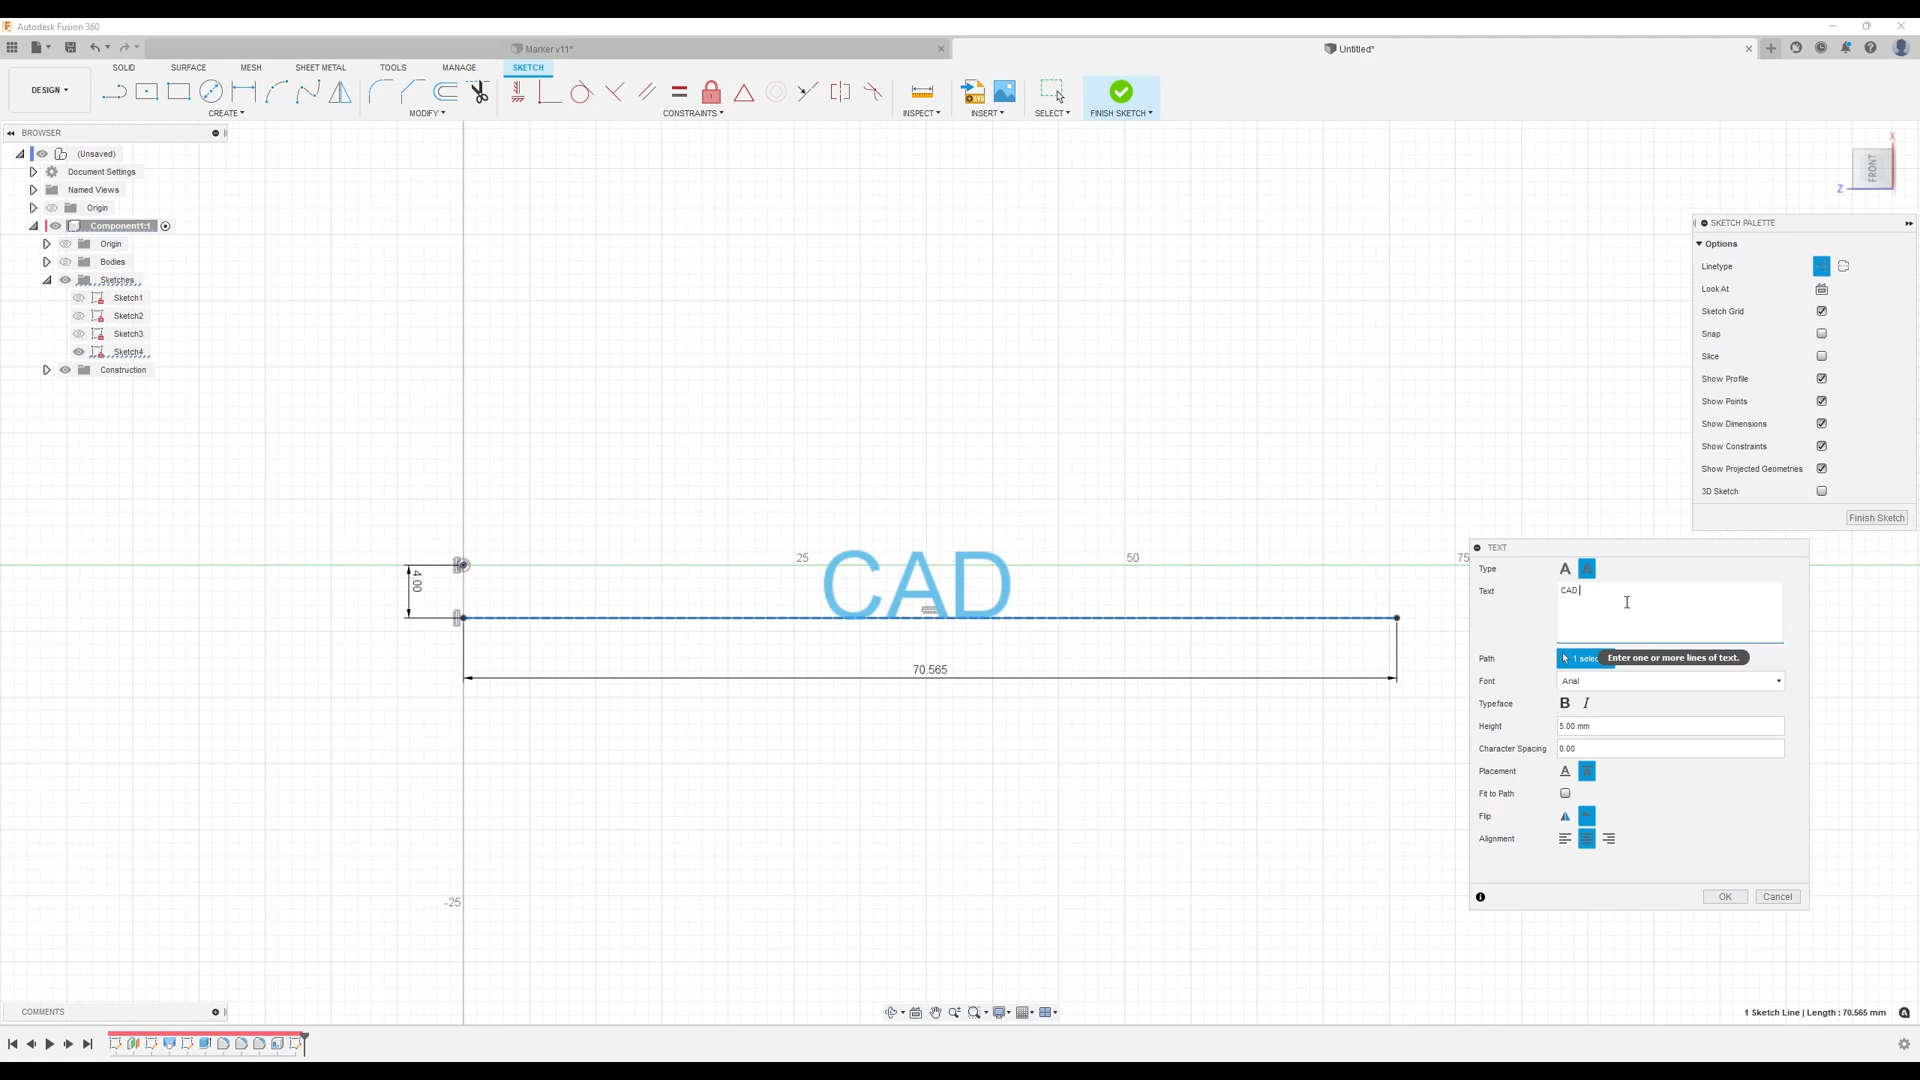 Autodesk Fusion 360
Marker v11*
Untitled*
DESIGN
SOLID
SURFACE
MESH
SHEET METAL
TOOLS
MANAGE
SKETCH
CREATE
MODIFY
CONSTRAINTS
INSPECT
INSERT
SELECT
FINISH SKETCH
BROWSER
(Unsaved)
Document Settings
Named Views
Origin
Component1:1
Origin
Bodies
Sketches
Sketch1
Sketch2
Sketch3
Sketch4
Construction
X
FRONT
Z
SKETCH PALETTE
Options
Linetype
Look At
Sketch Grid
Snap
Slice
Show Profile
Show Points
Show Dimensions
Show Constraints
Show Projected Geometries
3D Sketch
Finish Sketch
25
50
75
CAD
4.00
70.565
-25
TEXT
Type
Text
CAD
Path
1 selec
Enter one or more lines of text.
Font
Arial
Typeface
B I
Height
5.00 mm
Character Spacing
0.00
Placement
Fit to Path
Flip
Alignment
OK
Cancel
COMMENTS
1 Sketch Line | Length : 70.565 mm